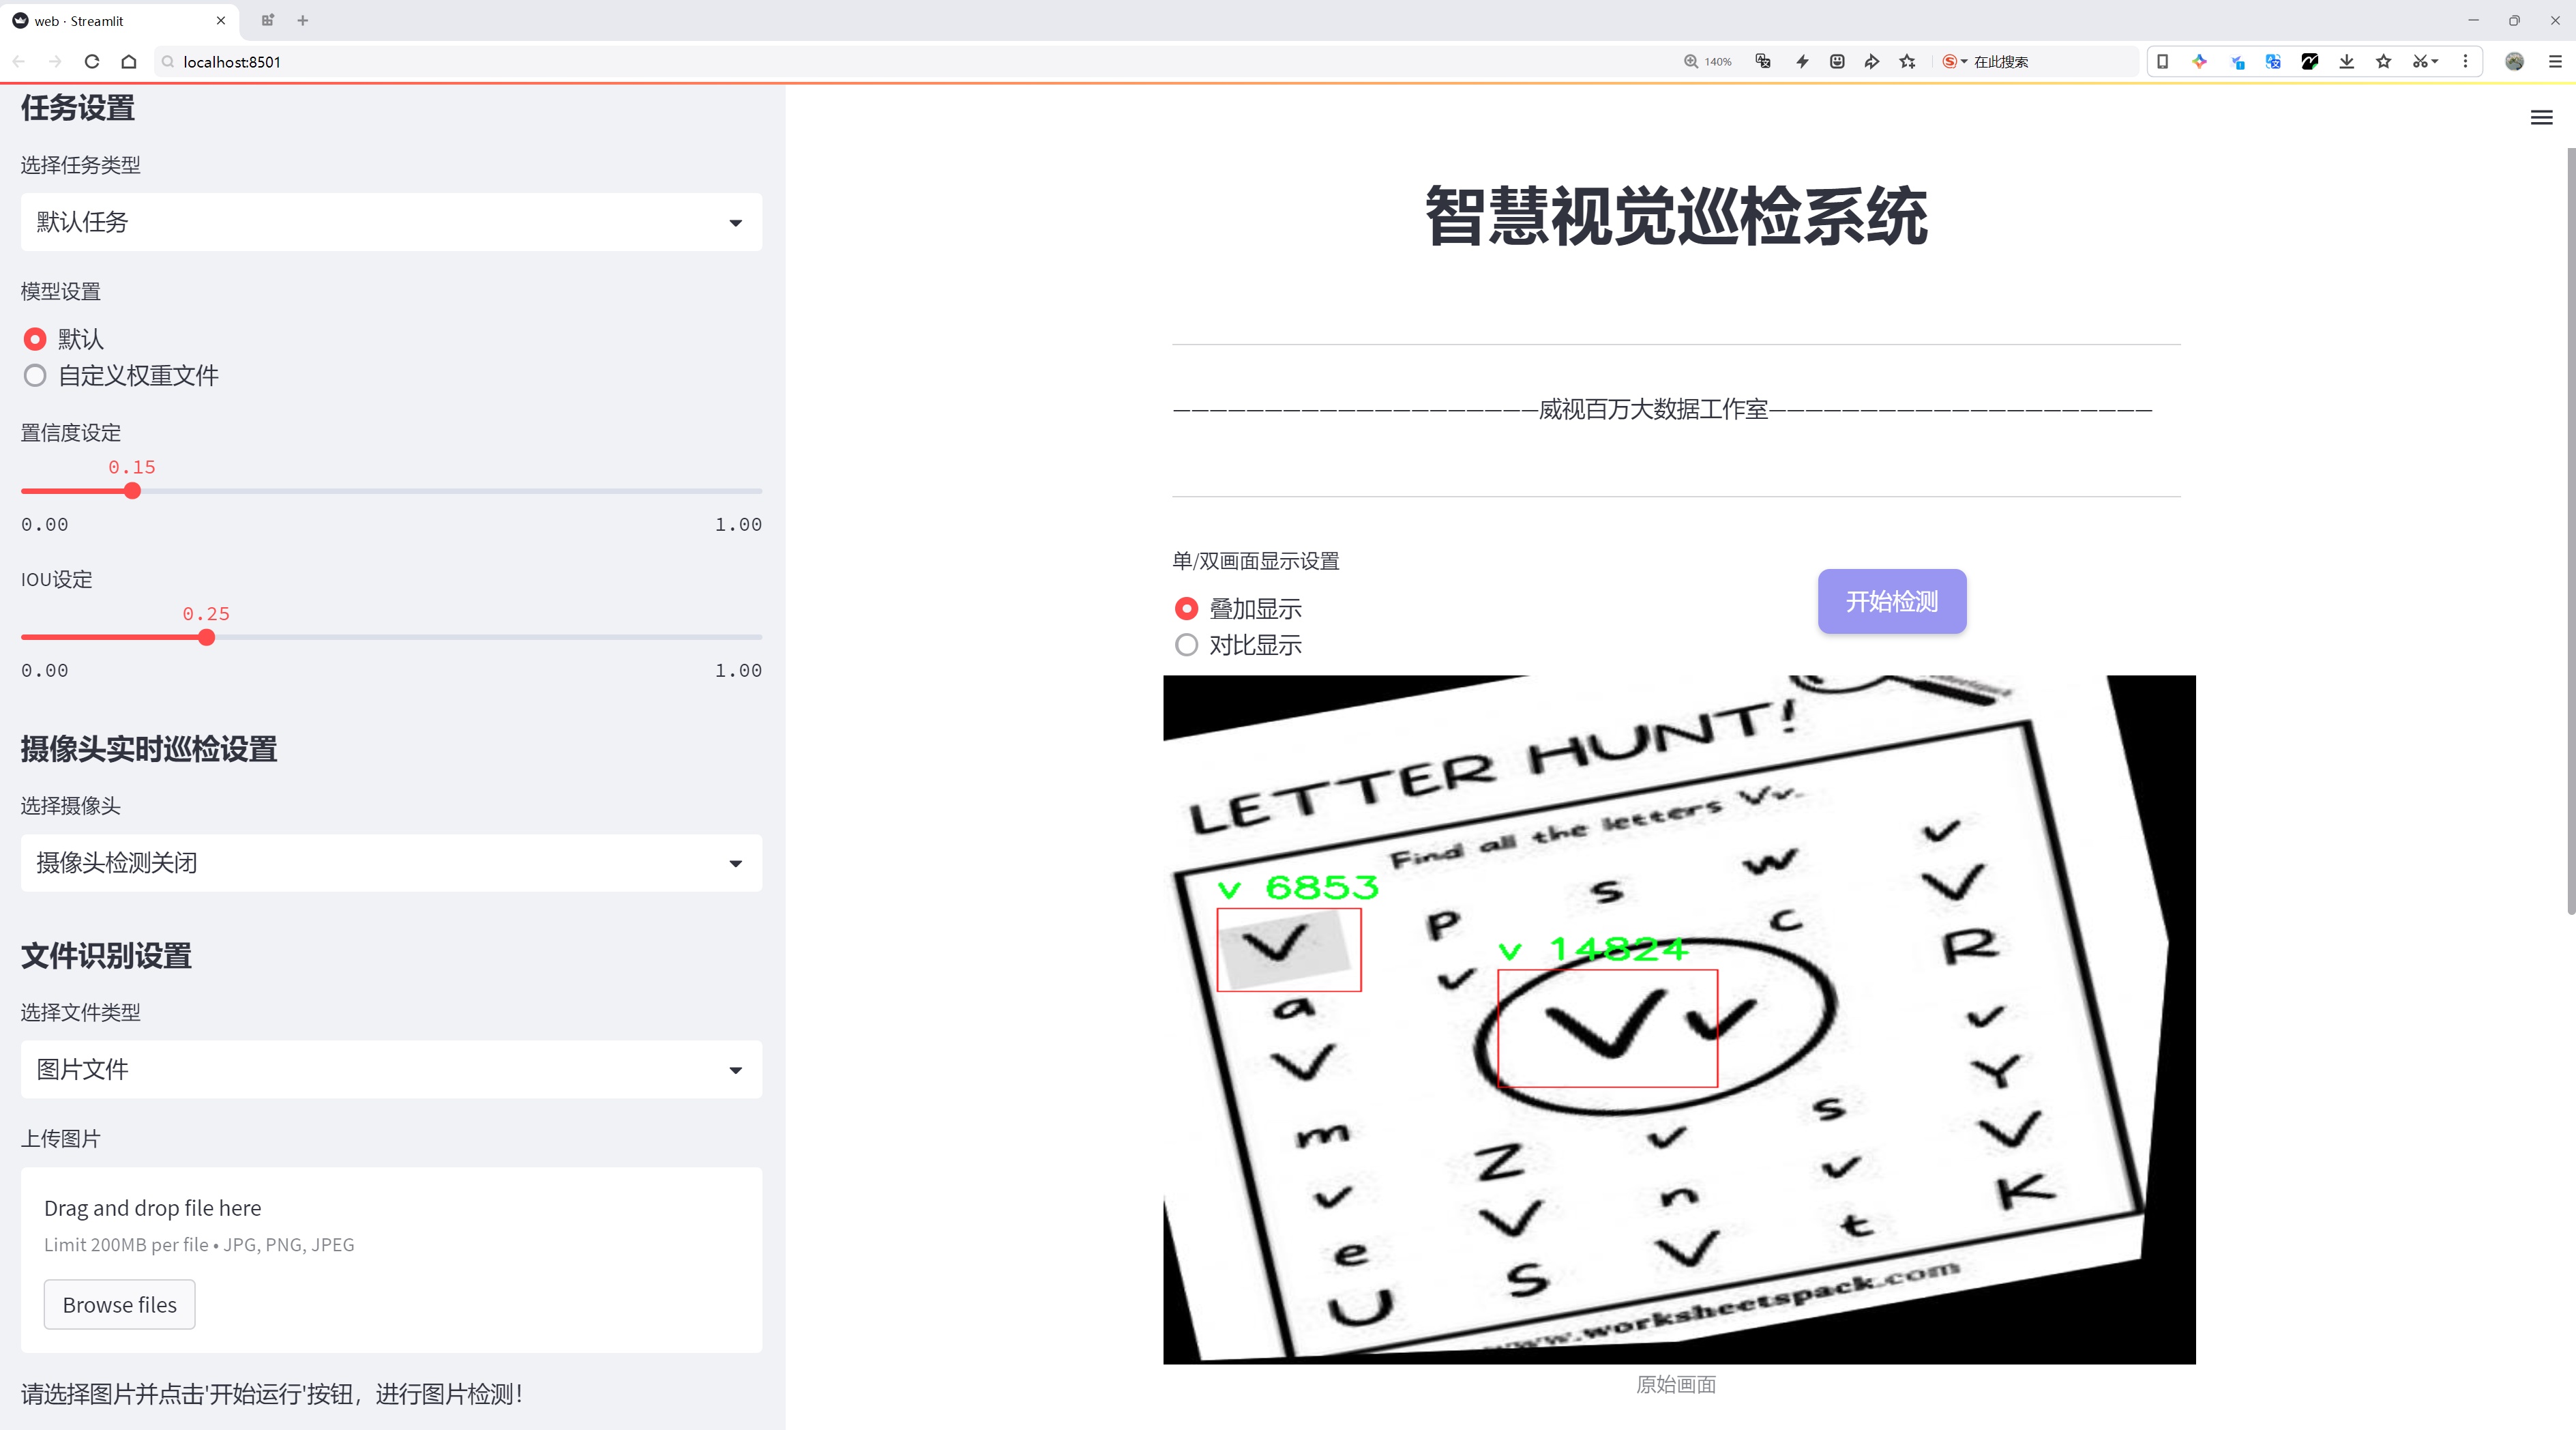 web · Streamlit
localhost:8501
140%
在此搜索
任务设置
选择任务类型
默认任务
模型设置
默认
自定义权重文件
置信度设定
0.15
0.00 1.00
IOU设定
0.25
0.00 1.00
摄像头实时巡检设置
选择摄像头
摄像头检测关闭
文件识别设置
选择文件类型
图片文件
上传图片
Drag and drop file here
Limit 200MB per file • JPG, PNG, JPEG
Browse files
请选择图片并点击'开始运行'按钮，进行图片检测！
智慧视觉巡检系统
————————————————————威视百万大数据工作室—————————————————————
单/双画面显示设置
叠加显示
对比显示
开始检测
LETTER HUNT!
Find all the letters Vv.
v 6853
v 14824
V p s w v
a v c V
V Vv R
m v
v Z v s Y
e V n v V
U S V t K
www.worksheetspack.com
原始画面